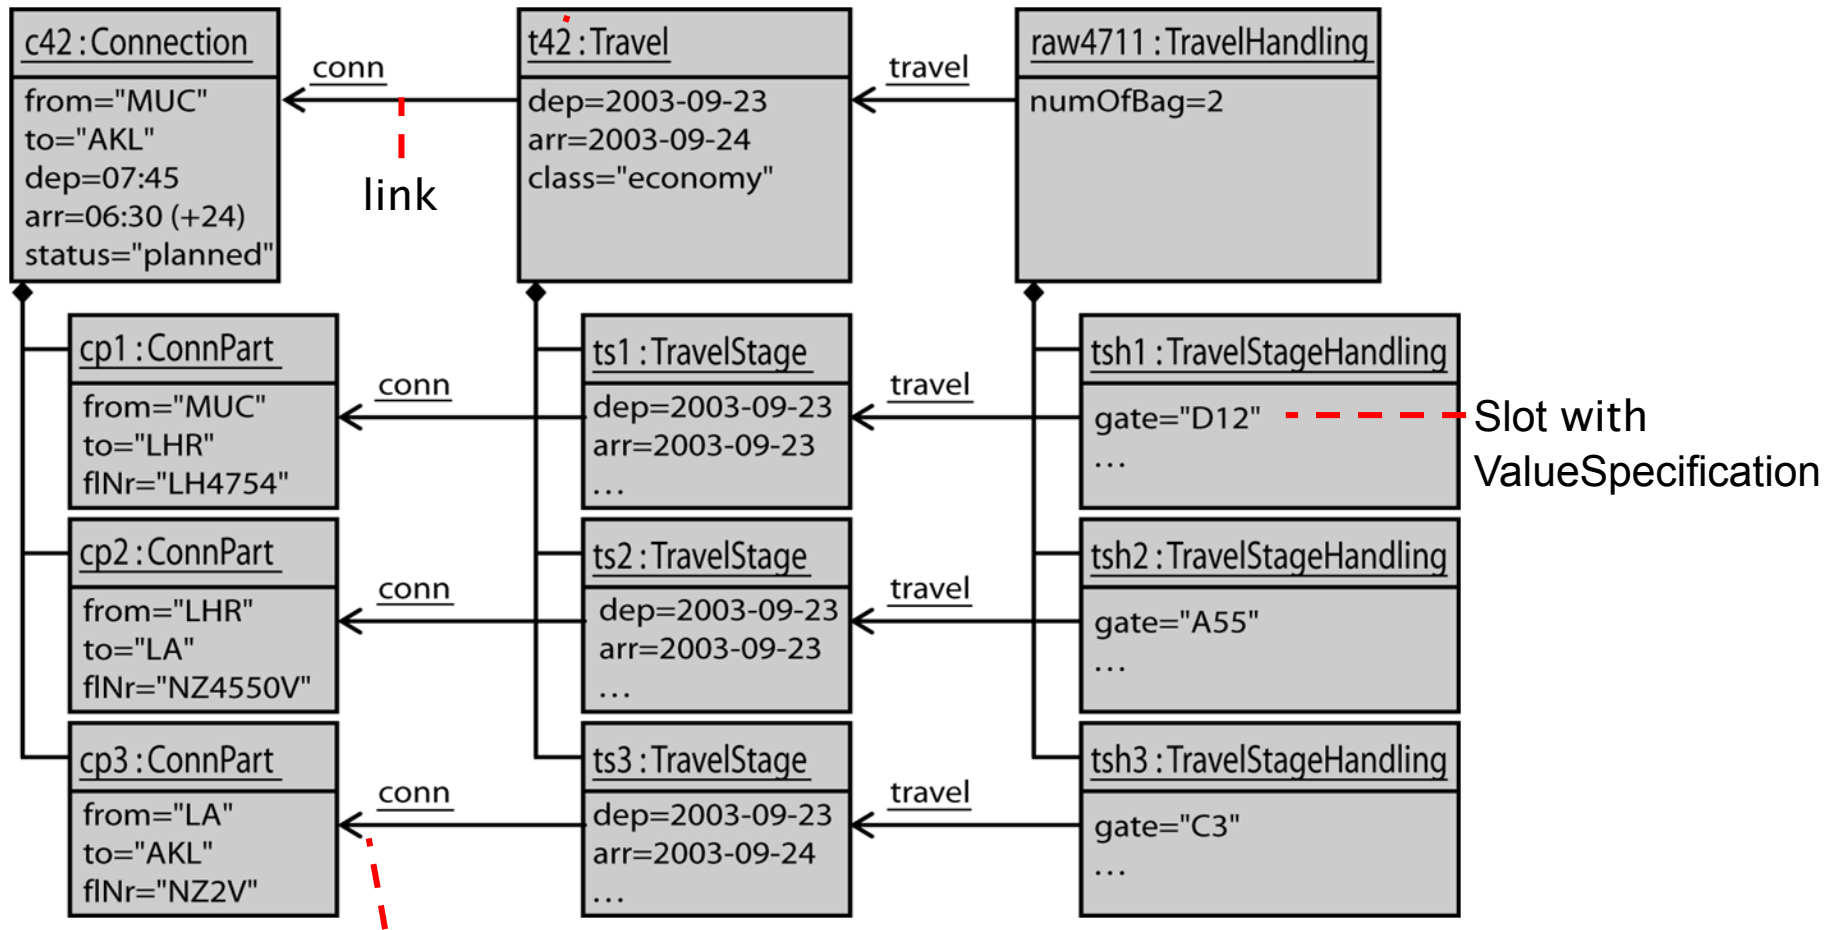 c42 : Connection
from="MUC"
to="AKL"
dep=07:45
arr=06:30 (+24)
status="planned"
conn
link
t42 : Travel
dep=2003-09-23
arr=2003-09-24
class="economy"
travel
raw4711 : TravelHandling
numOfBag=2
cp1 : ConnPart
from="MUC"
to="LHR"
flNr="LH4754"
conn
ts1 : TravelStage
dep=2003-09-23
arr=2003-09-23
...
travel
tsh1 : TravelStageHandling
gate="D12"
...
Slot with
ValueSpecification
cp2 : ConnPart
from="LHR"
to="LA"
flNr="NZ4550V"
conn
ts2 : TravelStage
dep=2003-09-23
arr=2003-09-23
...
travel
tsh2 : TravelStageHandling
gate="A55"
...
cp3 : ConnPart
from="LA"
to="AKL"
flNr="NZ2V"
conn
ts3 : TravelStage
dep=2003-09-23
arr=2003-09-24
...
travel
tsh3 : TravelStageHandling
gate="C3"
...